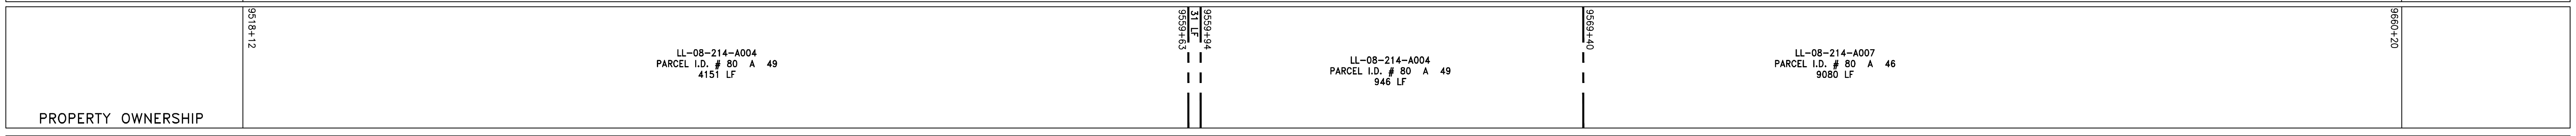 9518+12
LL-08-214-A004
PARCEL I.D. # 80 A 49
4151 LF
9559+63
31 LF
9559+94
LL-08-214-A004
PARCEL I.D. # 80 A 49
946 LF
9569+40
LL-08-214-A007
PARCEL I.D. # 80 A 46
9080 LF
9660+20
PROPERTY OWNERSHIP